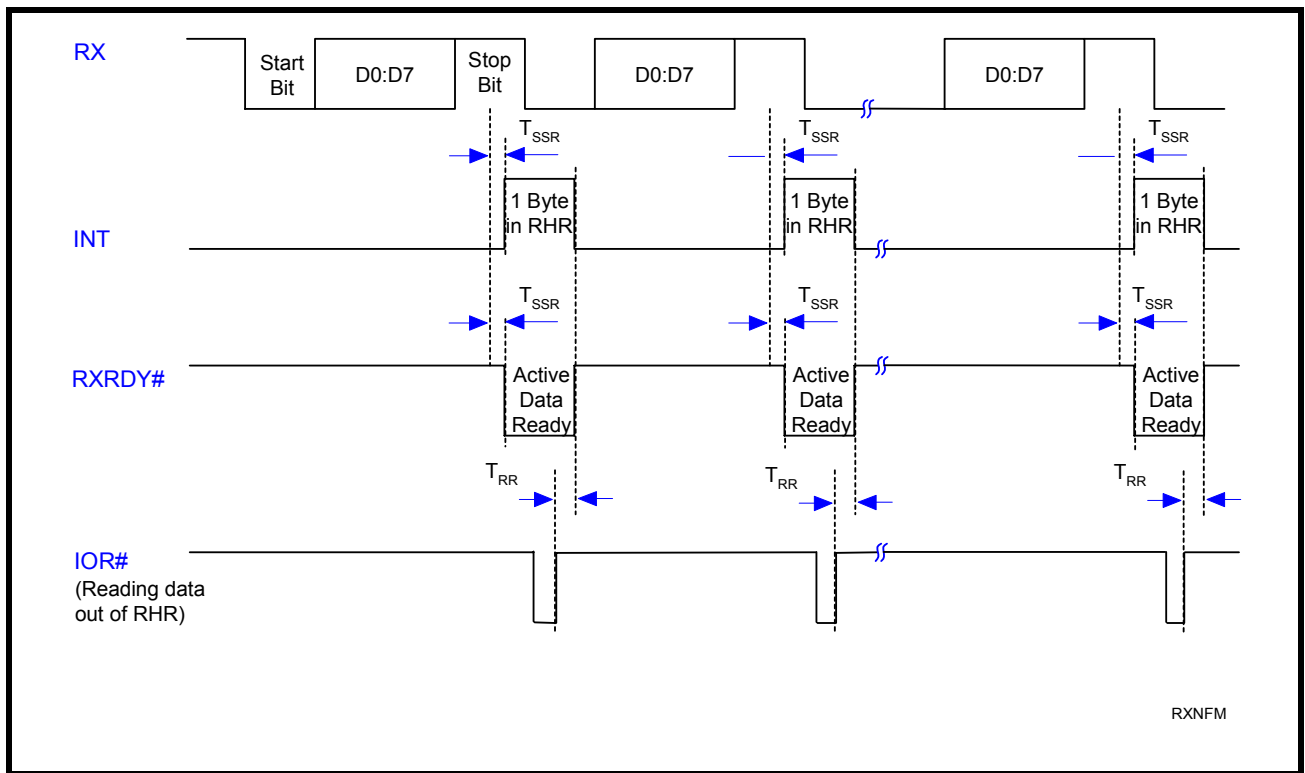 RX
Start
Bit
D0:D7
Stop
Bit
D0:D7
D0:D7
TSSR
TSSR
TSSR
INT
1 Byte
in RHR
1 Byte
in RHR
1 Byte
in RHR
TSSR
TSSR
TSSR
RXRDY#
Active
Data
Ready
Active
Data
Ready
Active
Data
Ready
TRR
TRR
TRR
IOR#
(Reading data
out of RHR)
RXNFM